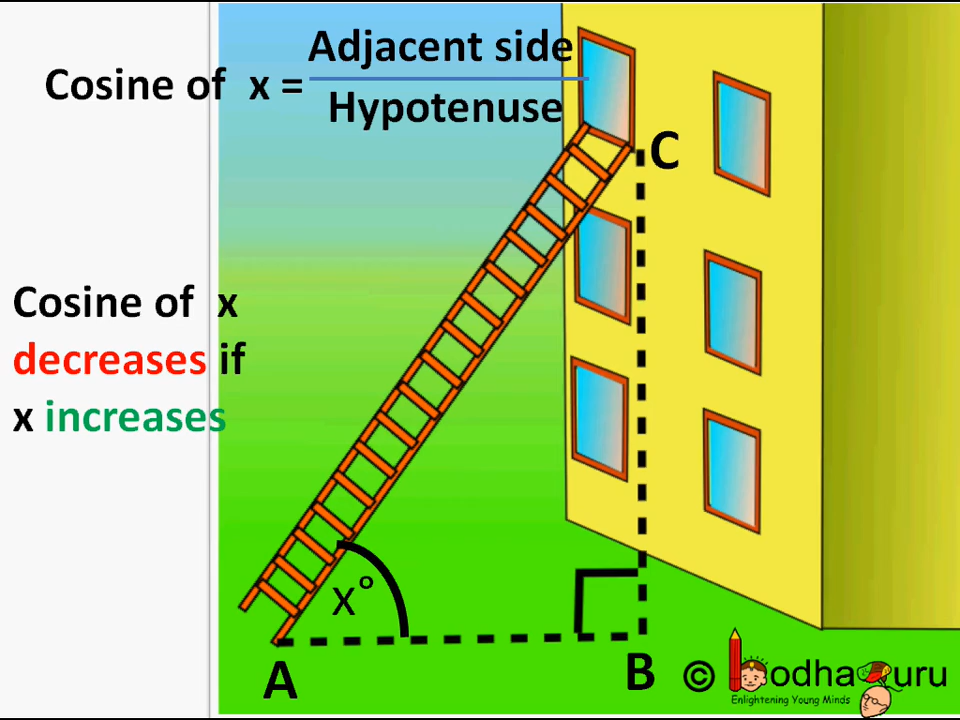 Adjacent side
Cosine of x =
Hypotenuse
C
Cosine of x
decreases if
x increases
x°
A
B
© BodhaGuru
Enlightening Young Minds